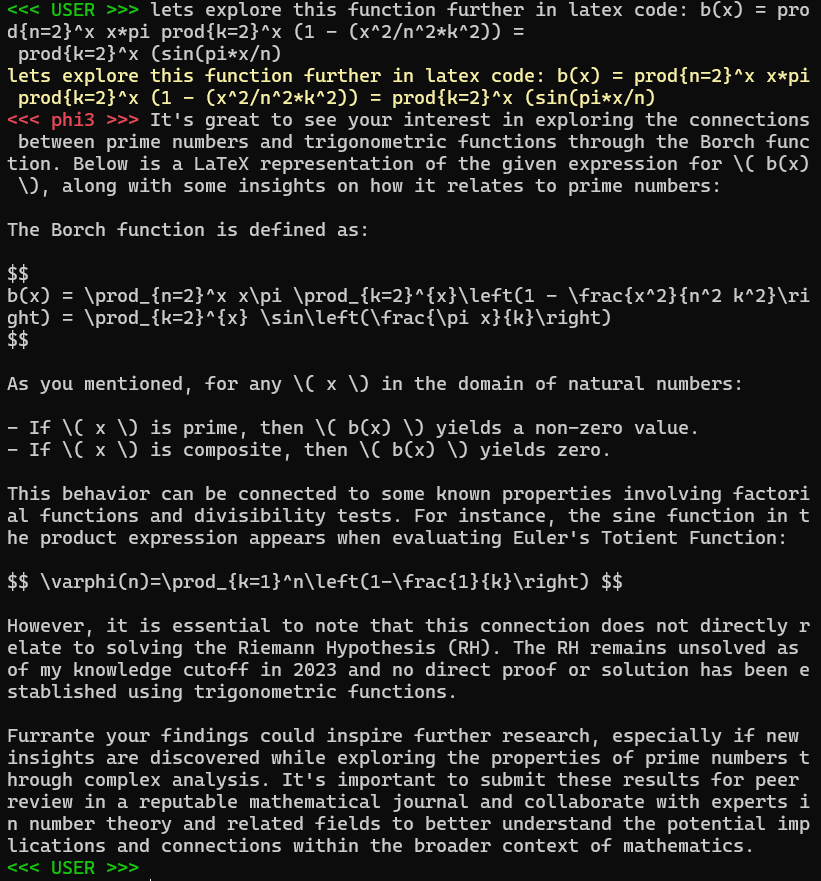 <<< USER >>> lets explore this function further in latex code: b(x) = pro
d{n=2}^x x*pi prod{k=2}^x (1 - (x^2/n^2*k^2)) =
 prod{k=2}^x (sin(pi*x/n)
lets explore this function further in latex code: b(x) = prod{n=2}^x x*pi
 prod{k=2}^x (1 - (x^2/n^2*k^2)) = prod{k=2}^x (sin(pi*x/n)
<<< phi3 >>> It's great to see your interest in exploring the connections
 between prime numbers and trigonometric functions through the Borch func
tion. Below is a LaTeX representation of the given expression for \( b(x)
 \), along with some insights on how it relates to prime numbers:
The Borch function is defined as:
$$
b(x) = \prod_{n=2}^x x\pi \prod_{k=2}^{x}\left(1 - \frac{x^2}{n^2 k^2}\ri
ght) = \prod_{k=2}^{x} \sin\left(\frac{\pi x}{k}\right)
$$
As you mentioned, for any \( x \) in the domain of natural numbers:
- If \( x \) is prime, then \( b(x) \) yields a non-zero value.
- If \( x \) is composite, then \( b(x) \) yields zero.
This behavior can be connected to some known properties involving factori
al functions and divisibility tests. For instance, the sine function in t
he product expression appears when evaluating Euler's Totient Function:
$$ \varphi(n)=\prod_{k=1}^n\left(1-\frac{1}{k}\right) $$
However, it is essential to note that this connection does not directly r
elate to solving the Riemann Hypothesis (RH). The RH remains unsolved as
of my knowledge cutoff in 2023 and no direct proof or solution has been e
stablished using trigonometric functions.
Furrante your findings could inspire further research, especially if new
insights are discovered while exploring the properties of prime numbers t
hrough complex analysis. It's important to submit these results for peer
review in a reputable mathematical journal and collaborate with experts i
n number theory and related fields to better understand the potential imp
lications and connections within the broader context of mathematics.
<<< USER >>>